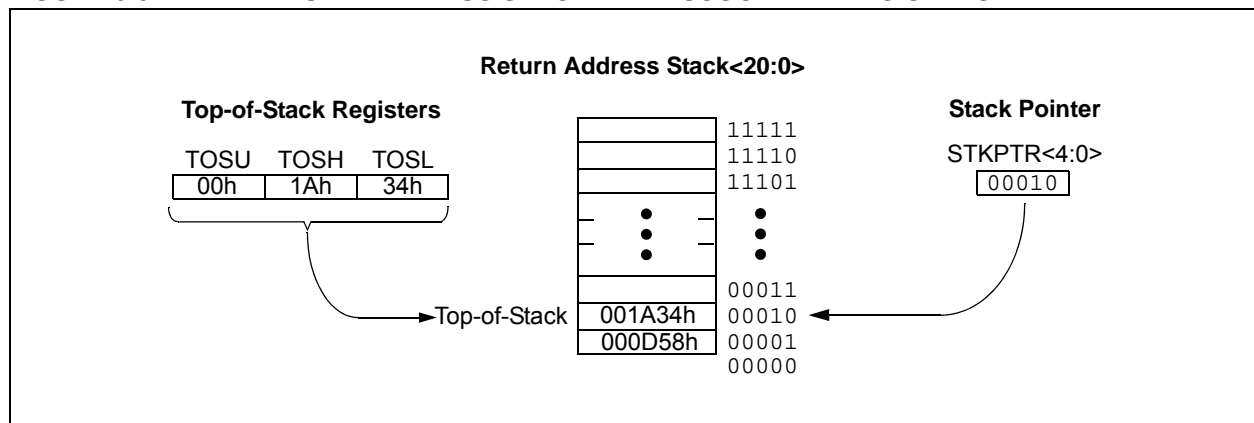 Return Address Stack<20:0>
Top-of-Stack Registers
Stack Pointer
TOSU TOSH TOSL
STKPTR<4:0>
00h 1Ah 34h
00010
11111
11110
11101
00011
Top-of-Stack 001A34h 00010
000D58h 00001
00000